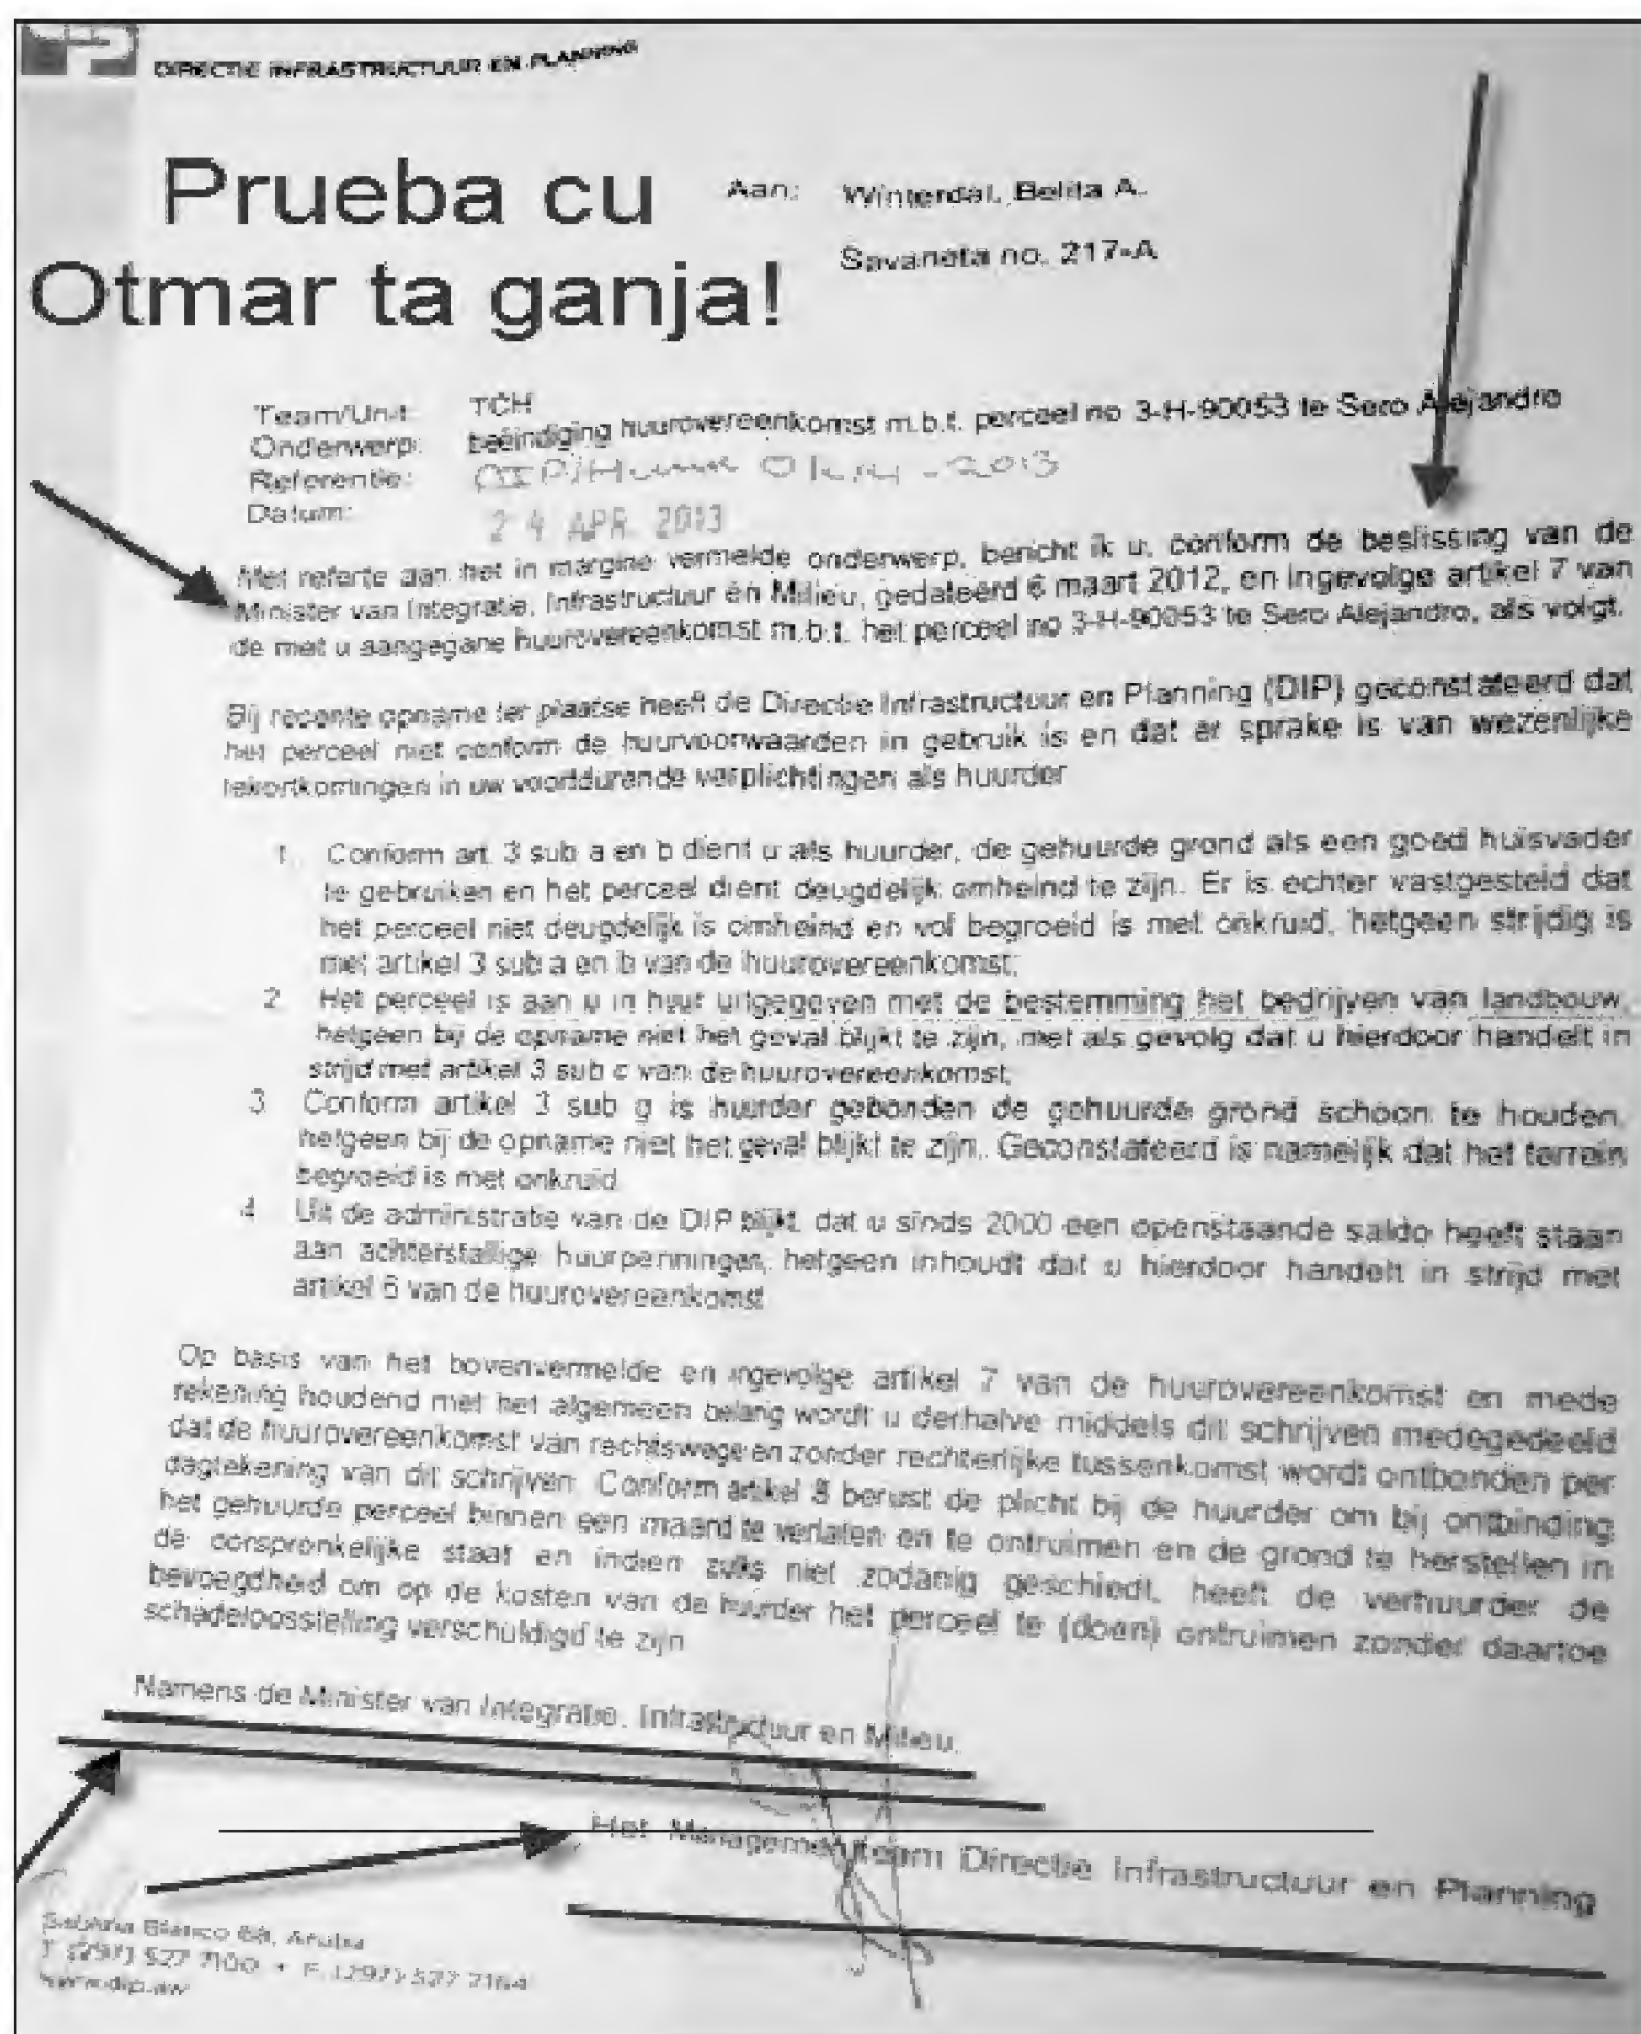 DIRECTIE INFRASTRUCTUUR EN PLANNING
Prueba cu
Otmar ta ganja!
Aan: Winterdal, Belita A.
Savaneta no. 217-A
Team/Unit: TCH
Onderwerp: beëindiging huurovereenkomst m.b.t. perceel no 3-H-90053 te Sero Alejandro
Referentie: DIP/Huur 2013
Datum: 24 APR. 2013
Met referte aan het in margine vermelde onderwerp, bericht ik u, conform de beslissing van de
Minister van Integratie, Infrastructuur en Milieu, gedateerd 6 maart 2012, en ingevolge artikel 7 van
de met u aangegane huurovereenkomst m.b.t. het perceel no 3-H-90053 te Sero Alejandro, als volgt.
Bij recente opname ter plaatse heeft de Directie Infrastructuur en Planning (DIP) geconstateerd dat
het perceel niet conform de huurvoorwaarden in gebruik is en dat er sprake is van wezenlijke
tekortkomingen in uw voortdurende verplichtingen als huurder
1. Conform art. 3 sub a en b dient u als huurder, de gehuurde grond als een goed huisvader
te gebruiken en het perceel dient deugdelijk omheind te zijn. Er is echter vastgesteld dat
het perceel niet deugdelijk is omheind en vol begroeid is met onkruid, hetgeen strijdig is
met artikel 3 sub a en b van de huurovereenkomst;
2. Het perceel is aan u in huur uitgegeven met de bestemming het bedrijven van landbouw,
hetgeen bij de opname niet het geval blijkt te zijn, met als gevolg dat u hierdoor handelt in
strijd met artikel 3 sub c van de huurovereenkomst;
3. Conform artikel 3 sub g is huurder gebonden de gehuurde grond schoon te houden,
hetgeen bij de opname niet het geval blijkt te zijn. Geconstateerd is namelijk dat het terrein
begroeid is met onkruid
4. Uit de administratie van de DIP blijkt dat u sinds 2000 een openstaande saldo heeft staan
aan achterstallige huurpenningen, hetgeen inhoudt dat u hierdoor handelt in strijd met
artikel 6 van de huurovereenkomst
Op basis van het bovenvermelde en ingevolge artikel 7 van de huurovereenkomst en mede
rekening houdend met het algemeen belang wordt u derhalve middels dit schrijven medegedeeld
dat de huurovereenkomst van rechtswege en zonder rechterlijke tussenkomst wordt ontbonden per
dagtekening van dit schrijven. Conform artikel 8 berust de plicht bij de huurder om bij ontbinding
het gehuurde perceel binnen een maand te verlaten en te ontruimen en de grond te herstellen in
de oorspronkelijke staat en indien zulks niet zodanig geschiedt, heeft de verhuurder de
bevoegdheid om op de kosten van de huurder het perceel te (doen) ontruimen zonder daartoe
schadeloosstelling verschuldigd te zijn
Namens de Minister van Integratie, Infrastructuur en Milieu,
Het Managementteam Directie Infrastructuur en Planning
Sabana Blanco 68, Aruba
T (297) 527 7100 • F. (297) 527 7164
www.dip.aw